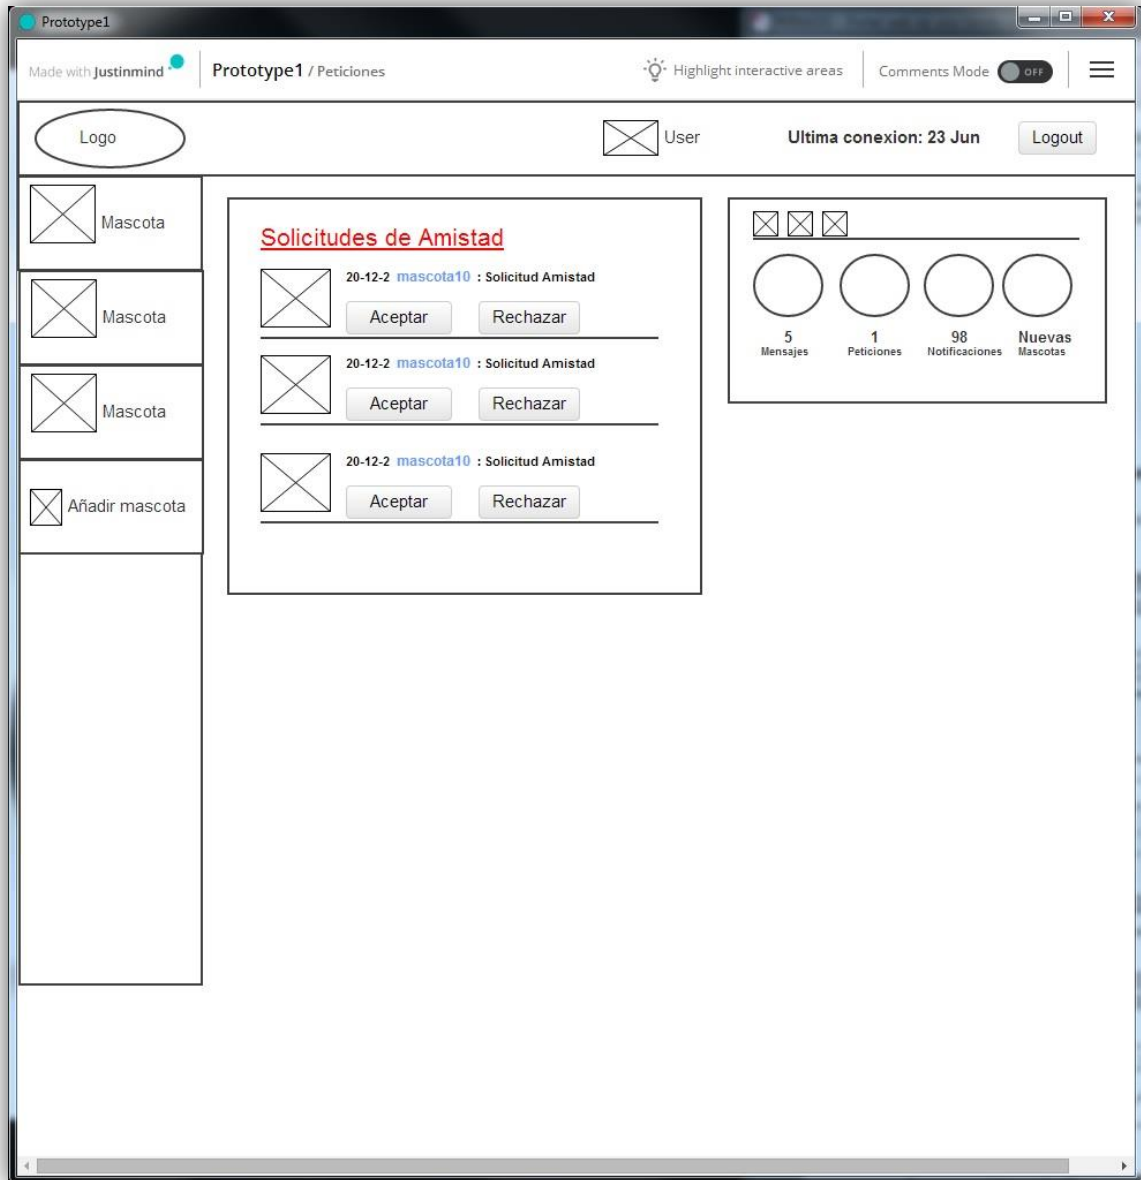 Prototype1
Made with Justinmind
Prototype1 / Peticiones
Highlight interactive areas
Comments Mode OFF
Logo
User
Ultima conexion: 23 Jun
Logout
Mascota
Mascota
Mascota
Añadir mascota
Solicitudes de Amistad
20-12-2 mascota10 : Solicitud Amistad
Aceptar Rechazar
20-12-2 mascota10 : Solicitud Amistad
Aceptar Rechazar
20-12-2 mascota10 : Solicitud Amistad
Aceptar Rechazar
5 1 98 Nuevas
Mensajes Peticiones Notificaciones Mascotas